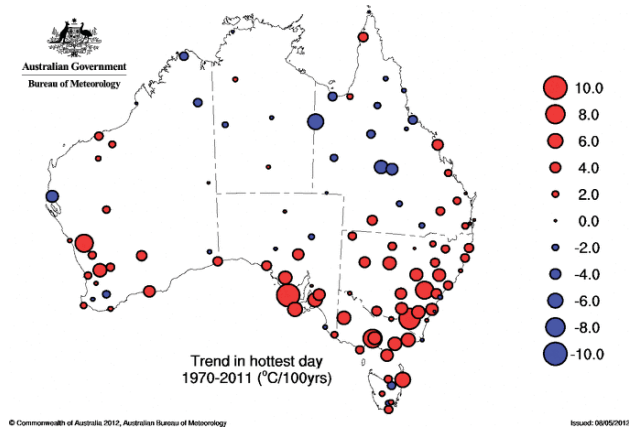 Australian Government
Bureau of Meteorology
10.0
8.0
6.0
4.0
2.0
0.0
-2.0
-4.0
-6.0
-8.0
-10.0
Trend in hottest day
1970-2011 (°C/100yrs)
© Commonwealth of Australia 2012, Australian Bureau of Meteorology
Issued: 08/05/2012